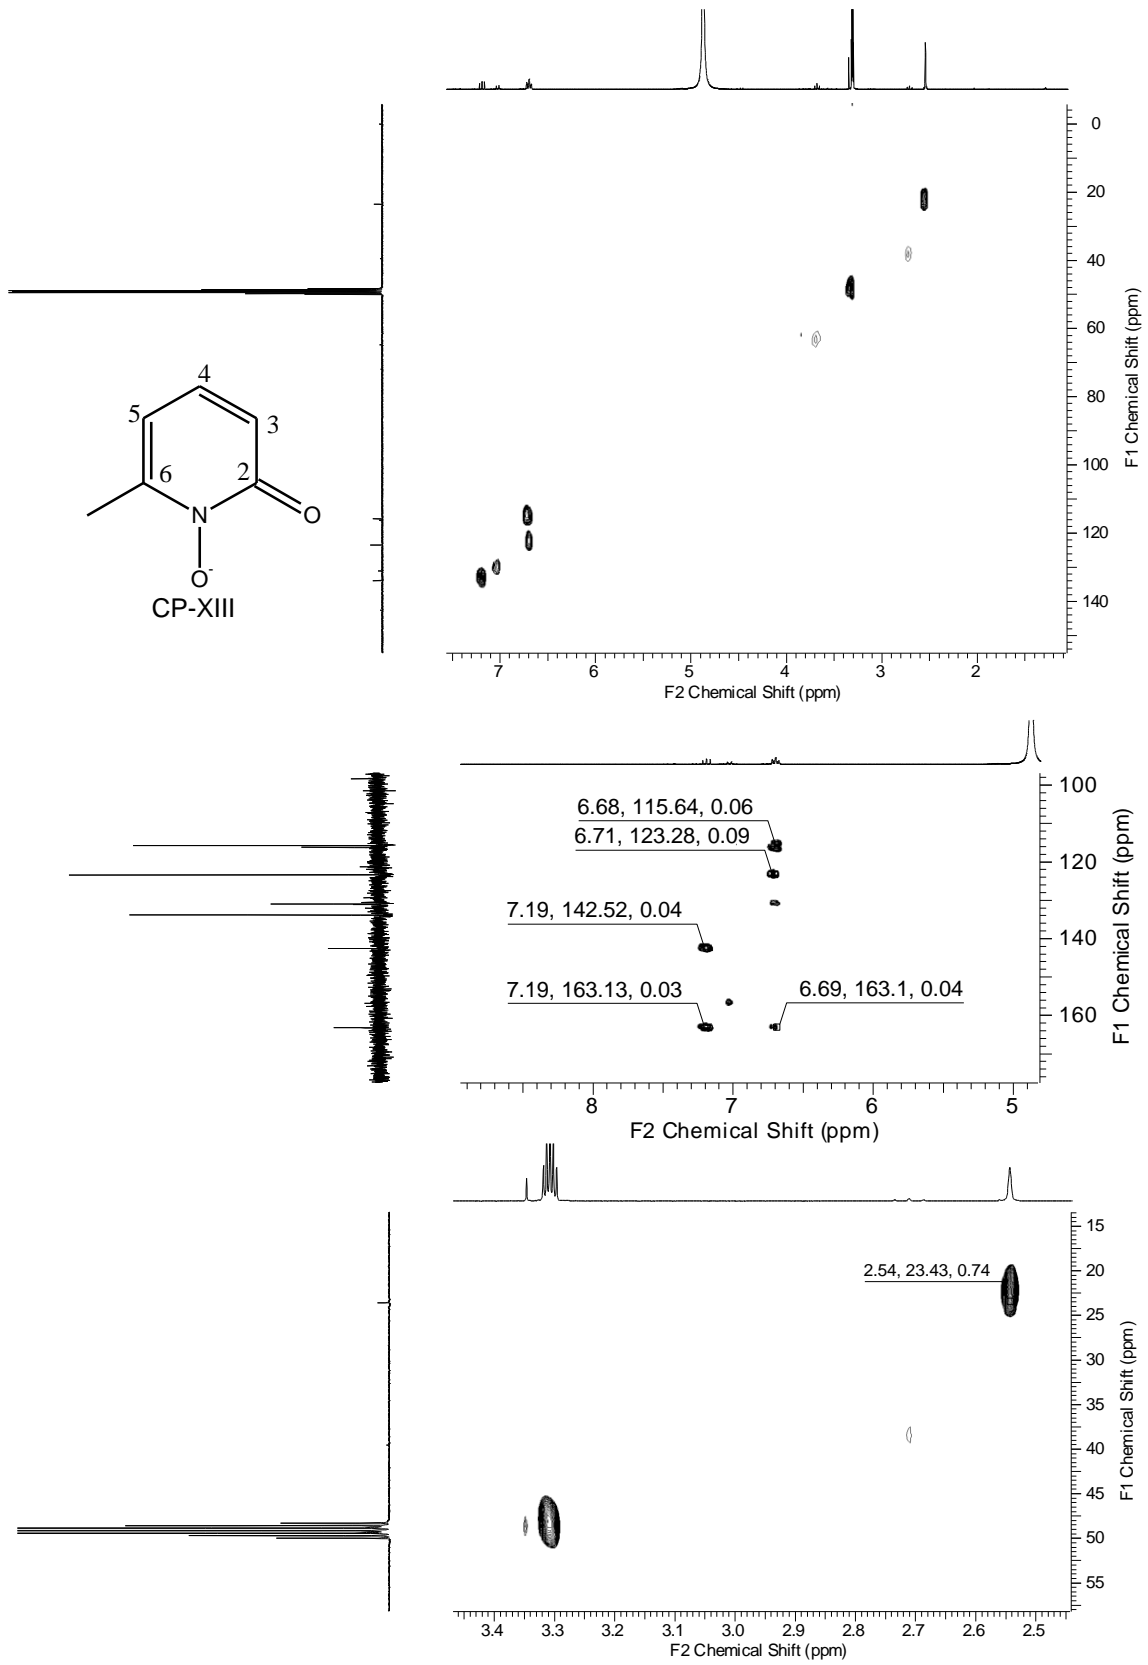 0
20
40
60
80
100
120
140
F1 Chemical Shift (ppm)
7 6 5 4 3 2
F2 Chemical Shift (ppm)
4
5 3
6 2
N O
O-
CP-XIII
6.68, 115.64, 0.06
6.71, 123.28, 0.09
7.19, 142.52, 0.04
7.19, 163.13, 0.03 6.69, 163.1, 0.04
100
120
140
160
F1 Chemical Shift (ppm)
8 7 6 5
F2 Chemical Shift (ppm)
2.54, 23.43, 0.74
15
20
25
30
35
40
45
50
55
F1 Chemical Shift (ppm)
3.4 3.3 3.2 3.1 3.0 2.9 2.8 2.7 2.6 2.5
F2 Chemical Shift (ppm)